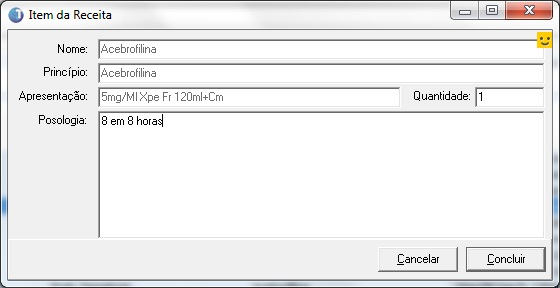 Item da Receita
Nome: Acebrofilina
Princípio: Acebrofilina
Apresentação: 5mg/Ml Xpe Fr 120ml+Cm Quantidade: 1
Posologia: 8 em 8 horas
Cancelar Concluir